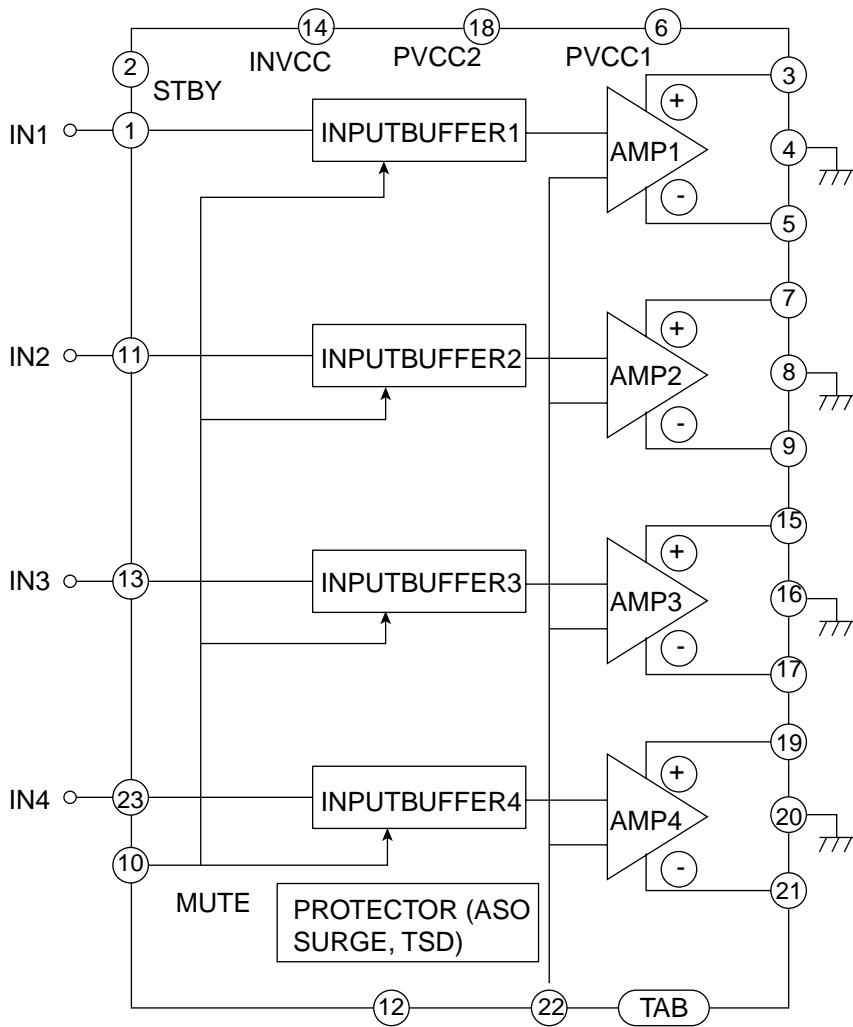 14
18
6
2
INVCC
PVCC2
PVCC1
STBY
3
+
IN1
1
INPUTBUFFER1
AMP1
4
-
5
7
+
IN2
11
INPUTBUFFER2
AMP2
8
-
9
15
+
IN3
13
INPUTBUFFER3
AMP3
16
-
17
19
+
IN4
23
INPUTBUFFER4
AMP4
20
10
-
21
MUTE
PROTECTOR (ASO
SURGE, TSD)
12
22
TAB